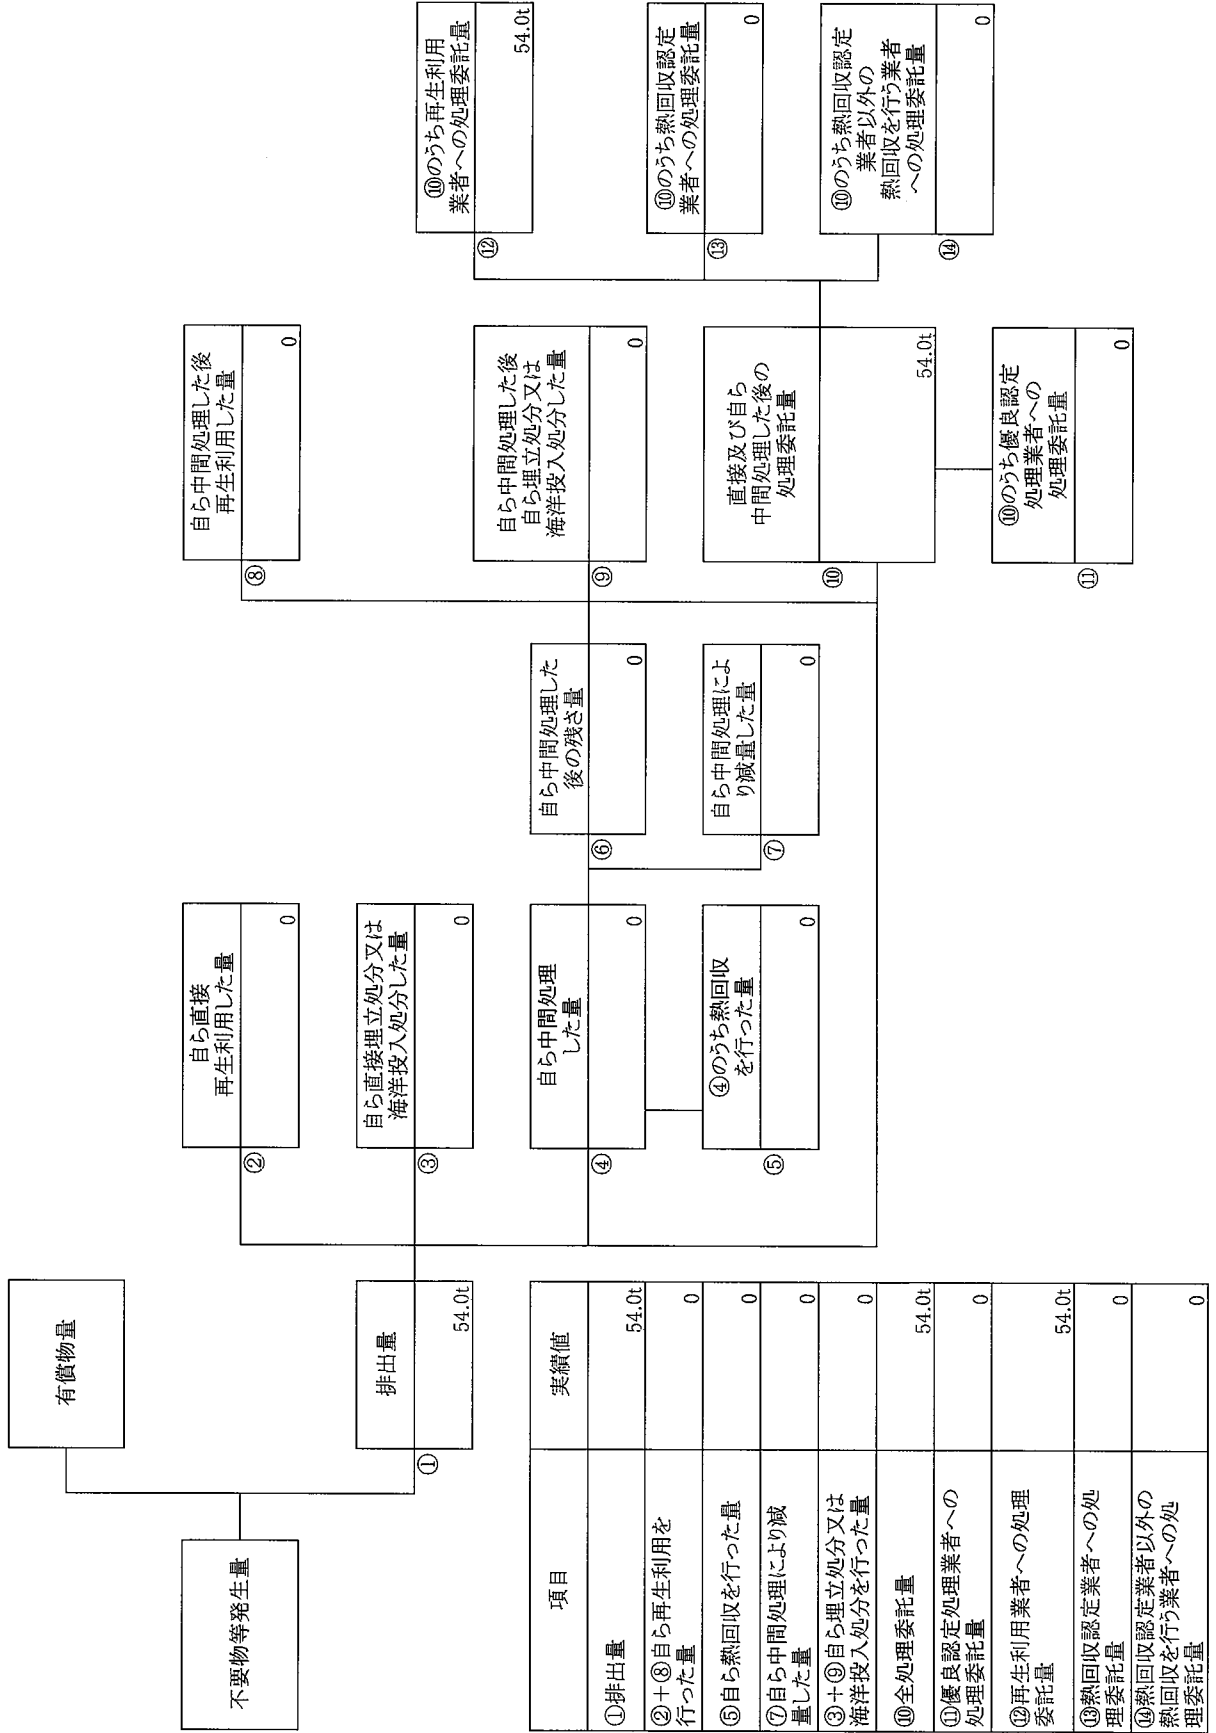 不要物等発生量
有償物量
排出量
①
54.0t
自ら直接
再生利用した量
②
0
自ら直接埋立処分又は
海洋投入処分した量
③
0
自ら中間処理
した量
④
0
④のうち熱回収
を行った量
⑤
0
自ら中間処理した
後の残さ量
⑥
0
自ら中間処理によ
り減量した量
⑦
0
自ら中間処理した後
再生利用した量
⑧
0
自ら中間処理した後
自ら埋立処分又は
海洋投入処分した量
⑨
0
直接及び自ら
中間処理した後の
処理委託量
⑩
54.0t
⑩のうち優良認定
処理業者への
処理委託量
⑪
0
⑩のうち再生利用
業者への処理委託量
⑫
54.0t
⑩のうち熱回収認定
業者への処理委託量
⑬
0
⑩のうち熱回収認定
業者以外の
熱回収を行う業者
への処理委託量
⑭
0
項目 実績値
①排出量 54.0t
②+⑧自ら再生利用を
行った量 0
⑤自ら熱回収を行った量 0
⑦自ら中間処理により減
量した量 0
③+⑨自ら埋立処分又は
海洋投入処分を行った量 0
⑩全処理委託量 54.0t
⑪優良認定処理業者への
処理委託量 0
⑫再生利用業者への処理
委託量 54.0t
⑬熱回収認定業者への処
理委託量 0
⑭熱回収認定業者以外の
熱回収を行う業者への処
理委託量 0